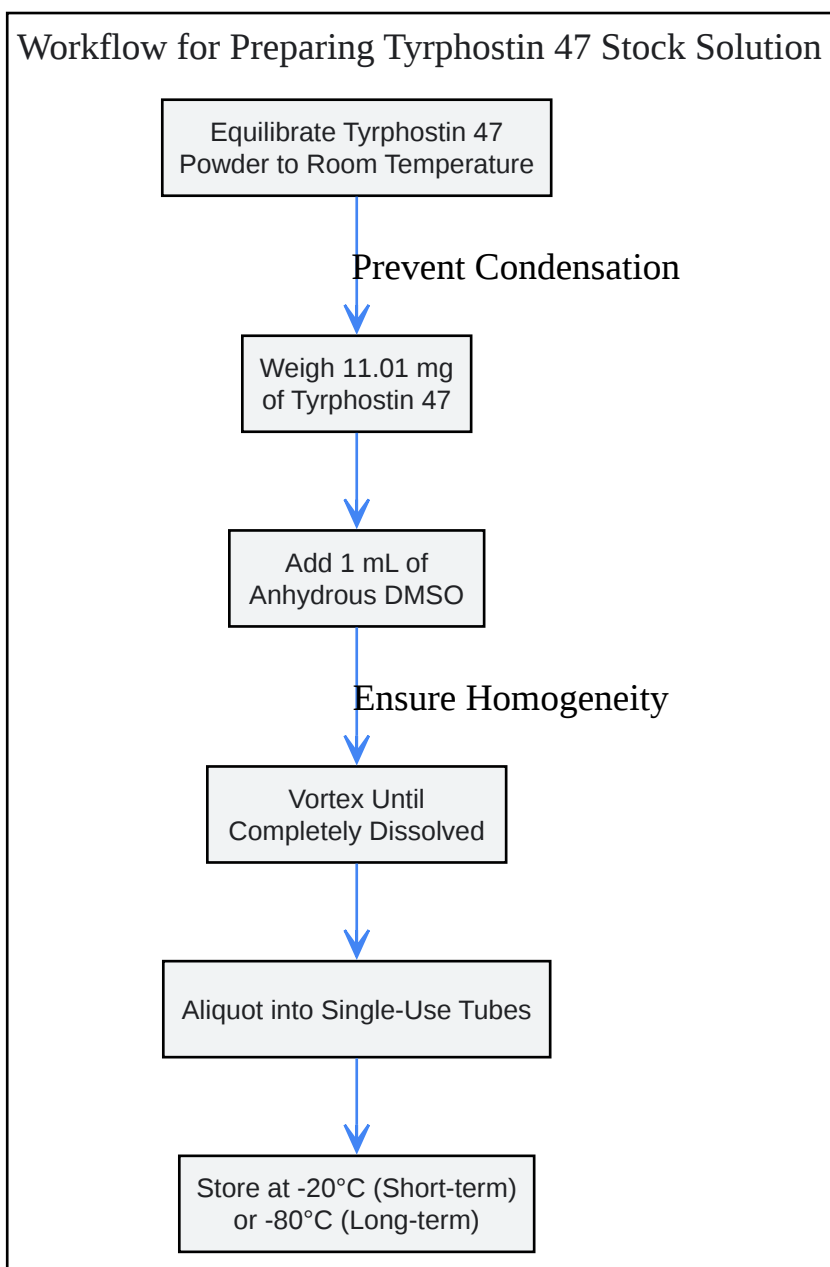 Workflow for Preparing Tyrphostin 47 Stock Solution
Equilibrate Tyrphostin 47
Powder to Room Temperature
Prevent Condensation
Weigh 11.01 mg
of Tyrphostin 47
Add 1 mL of
Anhydrous DMSO
Ensure Homogeneity
Vortex Until
Completely Dissolved
Aliquot into Single-Use Tubes
Store at -20°C (Short-term)
or -80°C (Long-term)